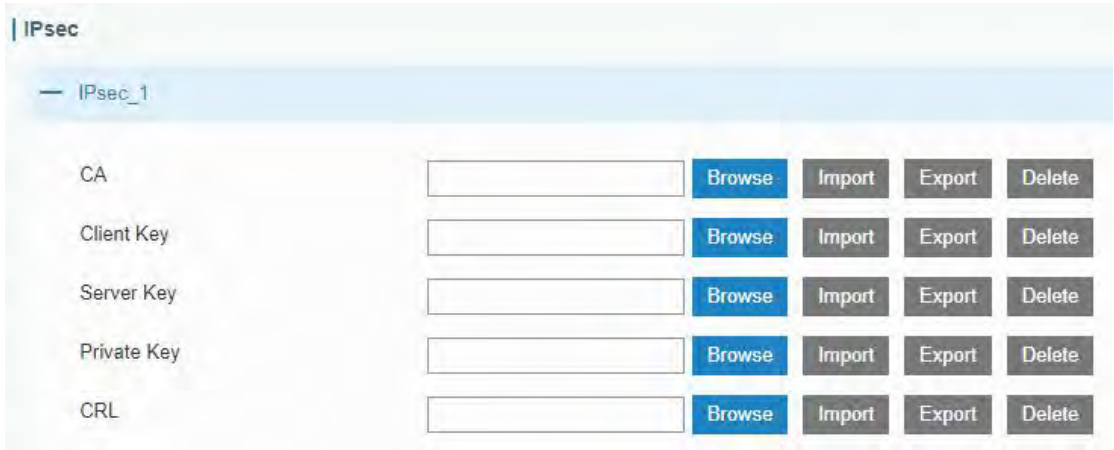 IPsec
IPsec_1
CA Browse Import Export Delete
Client Key Browse Import Export Delete
Server Key Browse Import Export Delete
Private Key Browse Import Export Delete
CRL Browse Import Export Delete